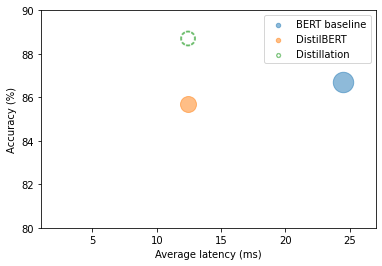 90
88
86
84
82
80
Accuracy (%)
BERT baseline
DistilBERT
Distillation
5
10
15
20
25
Average latency (ms)